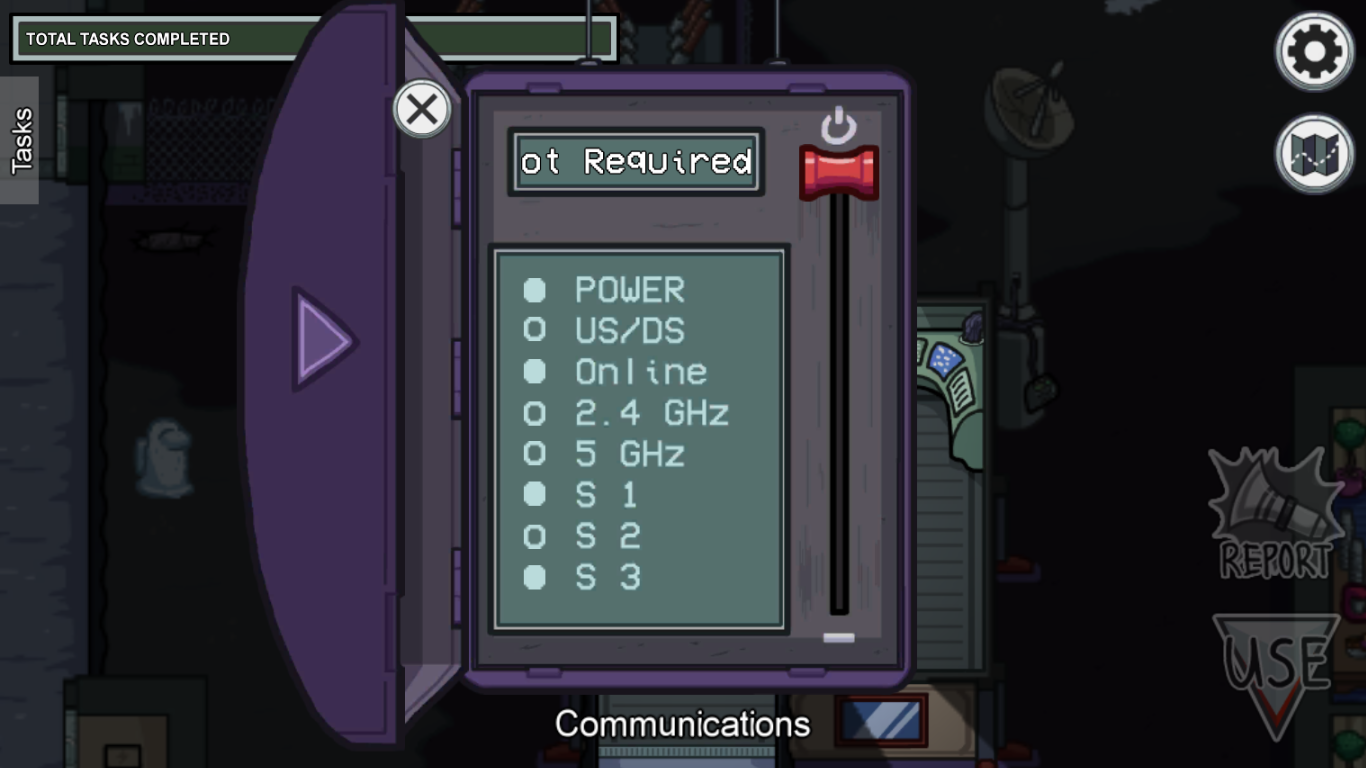 TOTAL TASKS COMPLETED
Tasks
ot Required
POWER
US/DS
Online
2.4 GHz
5 GHz
S 1
S 2
S 3
REPORT
USE
Communications